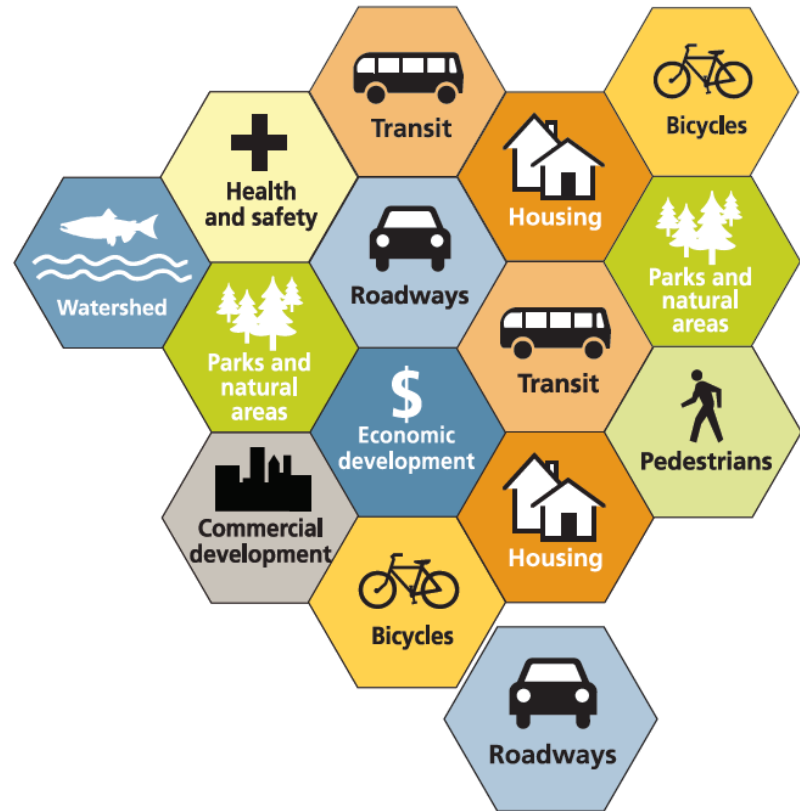 Transit
Bicycles
Health
and safety
Housing
Watershed
Roadways
Parks and
natural
areas
Parks and
natural
areas
Transit
$
Economic
development
Pedestrians
Commercial
development
Housing
Bicycles
Roadways